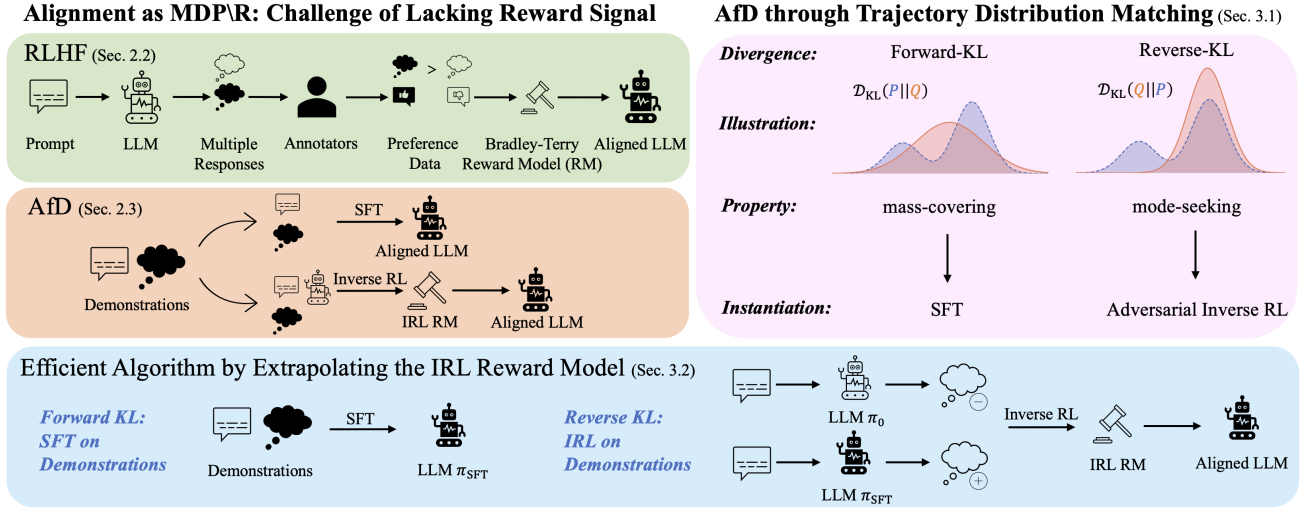 Alignment as MDP\R: Challenge of Lacking Reward Signal
RLHF (Sec. 2.2)
>
Prompt
LLM
Multiple
Responses
Annotators
Preference
Data
Bradley-Terry
Reward Model (RM)
Aligned LLM
AfD (Sec. 2.3)
Demonstrations
SFT
Aligned LLM
Inverse RL
IRL RM
Aligned LLM
AfD through Trajectory Distribution Matching (Sec. 3.1)
Divergence:
Forward-KL
Reverse-KL
Illustration:
𝒟KL(P||Q)
𝒟KL(Q||P)
Property:
mass-covering
mode-seeking
Instantiation:
SFT
Adversarial Inverse RL
Efficient Algorithm by Extrapolating the IRL Reward Model (Sec. 3.2)
Forward KL:
SFT on
Demonstrations
Demonstrations
SFT
LLM πSFT
Reverse KL:
IRL on
Demonstrations
LLM π0
−
LLM πSFT
+
Inverse RL
IRL RM
Aligned LLM